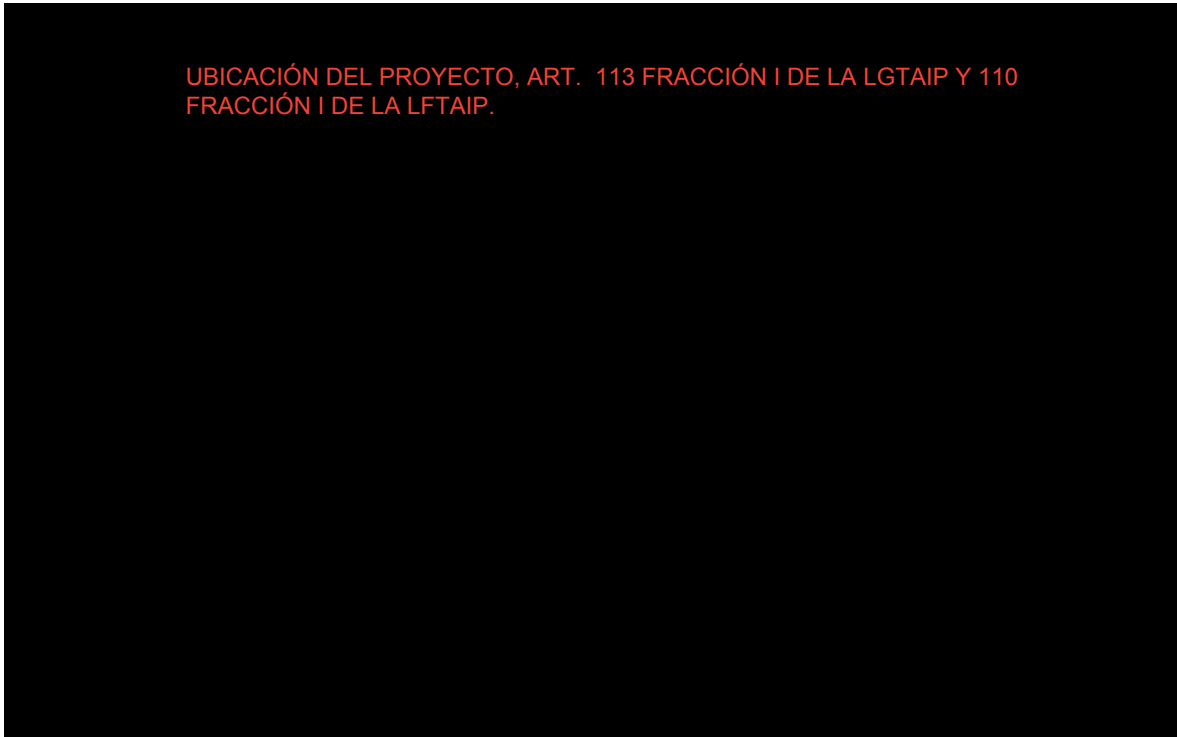 UBICACIÓN DEL PROYECTO, ART.  113 FRACCIÓN I DE LA LGTAIP Y 110
FRACCIÓN I DE LA LFTAIP.